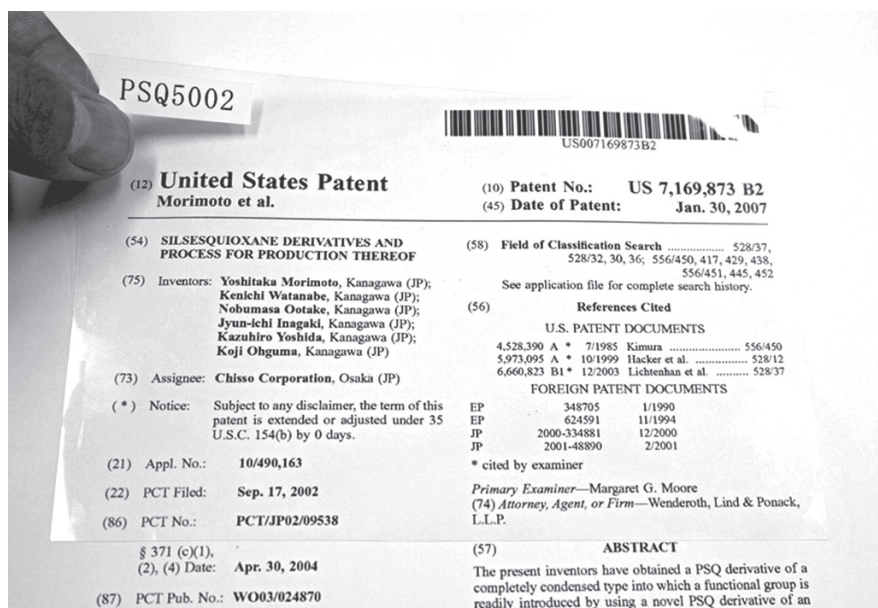 PSQ5002
US007169873B2
(12) United States Patent
Morimoto et al.
(10) Patent No.: US 7,169,873 B2
(45) Date of Patent: Jan. 30, 2007
(54) SILSESQUIOXANE DERIVATIVES AND
PROCESS FOR PRODUCTION THEREOF
(75) Inventors: Yoshitaka Morimoto, Kanagawa (JP);
Kenichi Watanabe, Kanagawa (JP);
Nobumasa Ootake, Kanagawa (JP);
Jyun-ichi Inagaki, Kanagawa (JP);
Kazuhiro Yoshida, Kanagawa (JP);
Koji Ohguma, Kanagawa (JP)
(73) Assignee: Chisso Corporation, Osaka (JP)
( * ) Notice: Subject to any disclaimer, the term of this
patent is extended or adjusted under 35
U.S.C. 154(b) by 0 days.
(21) Appl. No.: 10/490,163
(22) PCT Filed: Sep. 17, 2002
(86) PCT No.: PCT/JP02/09538
§ 371 (c)(1),
(2), (4) Date: Apr. 30, 2004
(87) PCT Pub. No.: WO03/024870
(58) Field of Classification Search ................. 528/37,
528/32, 30, 36; 556/450, 417, 429, 438,
556/451, 445, 452
See application file for complete search history.
(56) References Cited
U.S. PATENT DOCUMENTS
4,528,390 A * 7/1985 Kimura ...................... 556/450
5,973,095 A * 10/1999 Hacker et al. ............... 528/12
6,660,823 B1 * 12/2003 Lichtenhan et al. .......... 528/37
FOREIGN PATENT DOCUMENTS
EP 348705 1/1990
EP 624591 11/1994
JP 2000-334881 12/2000
JP 2001-48890 2/2001
* cited by examiner
Primary Examiner—Margaret G. Moore
(74) Attorney, Agent, or Firm—Wenderoth, Lind & Ponack,
L.L.P.
(57) ABSTRACT
The present inventors have obtained a PSQ derivative of a
completely condensed type into which a functional group is
readily introduced by using a novel PSQ derivative of an